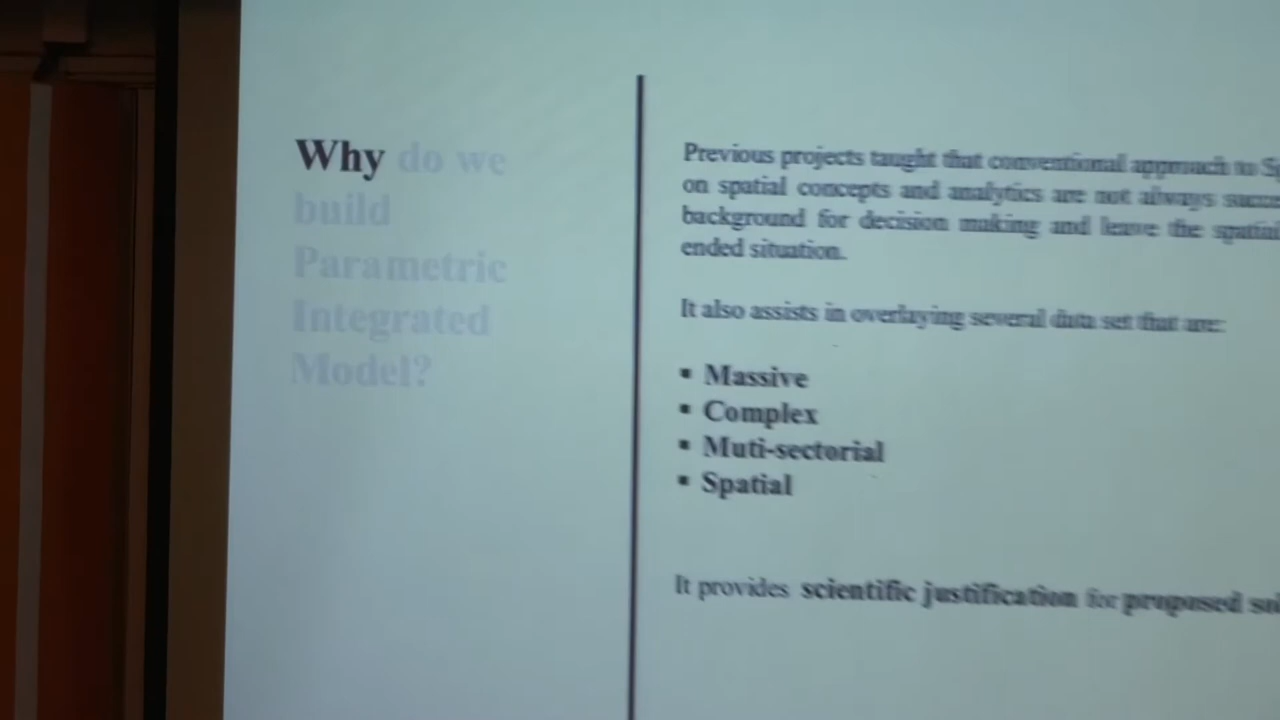 Why do we
build
Parametric
Integrated
Model?
Previous projects taught that conventional approach to
on spatial concepts and analytics are not always
background for decision making and leave the spatial
ended situation.
It also assists in overlaying several data set that are:
▪ Massive
▪ Complex
▪ Muti-sectorial
▪ Spatial
It provides scientific justification for proposed